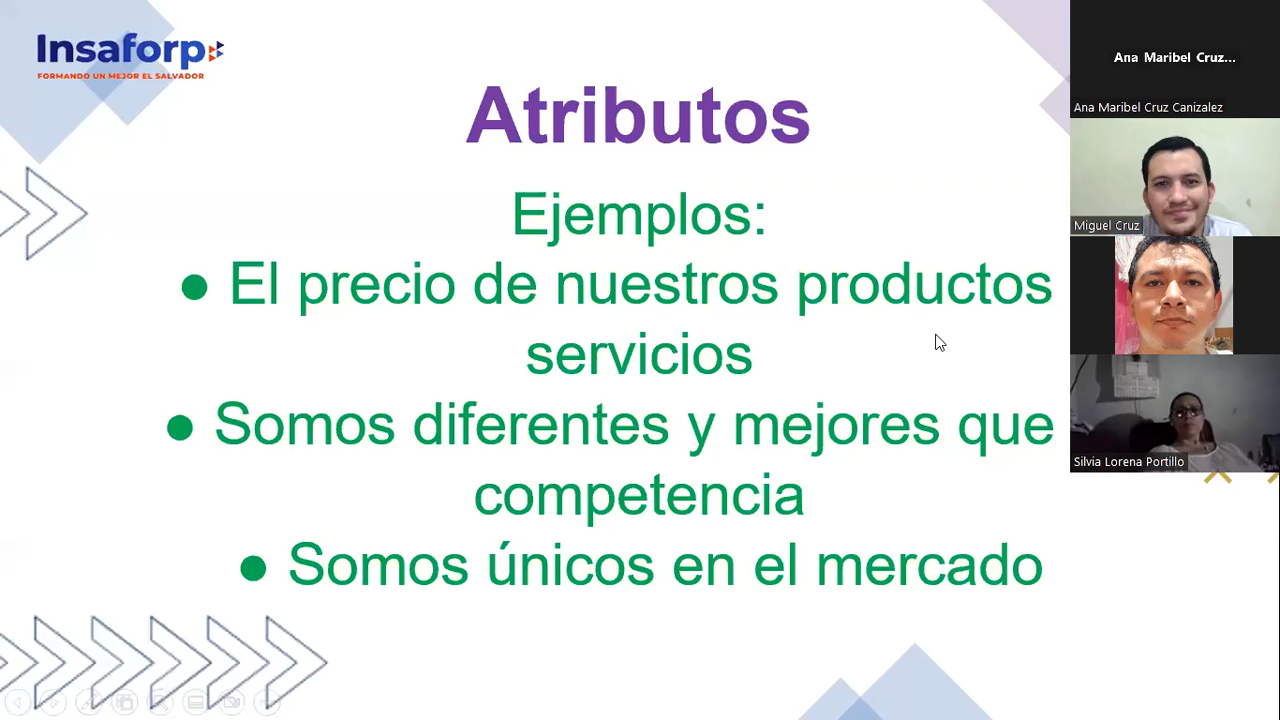 Insaforp
FORMANDO UN MEJOR EL SALVADOR
Atributos
Ejemplos:
● El precio de nuestros productos
servicios
● Somos diferentes y mejores que
competencia
● Somos únicos en el mercado
Ana Maribel Cruz...
Ana Maribel Cruz Canizalez
Miguel Cruz
Silvia Lorena Portillo